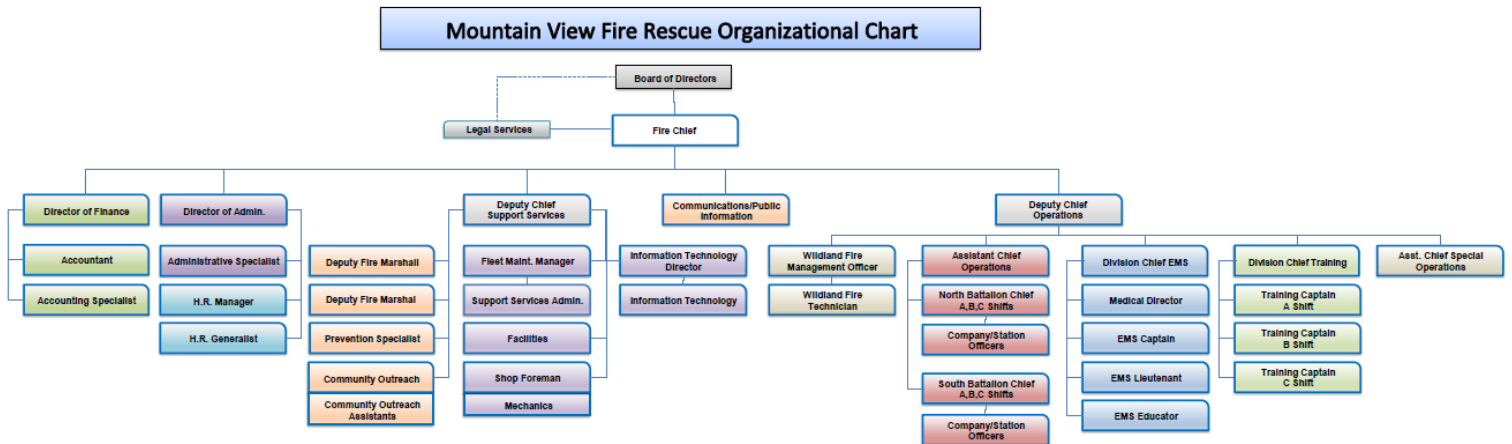 Mountain View Fire Rescue Organizational Chart
Board of Directors
Legal Services
Fire Chief
Director of Finance
Director of Admin.
Deputy Chief
Support Services
Communications/Public
Information
Deputy Chief
Operations
Accountant
Accounting Specialist
Administrative Specialist
H.R. Manager
H.R. Generalist
Deputy Fire Marshall
Deputy Fire Marshal
Prevention Specialist
Community Outreach
Community Outreach
Assistants
Fleet Maint. Manager
Support Services Admin.
Facilities
Shop Foreman
Mechanics
Information Technology
Director
Information Technology
Wildland Fire
Management Officer
Wildland Fire
Technician
Assistant Chief
Operations
North Battalion Chief
A,B,C Shifts
Company/Station
Officers
South Battalion Chief
A,B,C Shifts
Company/Station
Officers
Division Chief EMS
Medical Director
EMS Captain
EMS Lieutenant
EMS Educator
Division Chief Training
Training Captain
A Shift
Training Captain
B Shift
Training Captain
C Shift
Asst. Chief Special
Operations